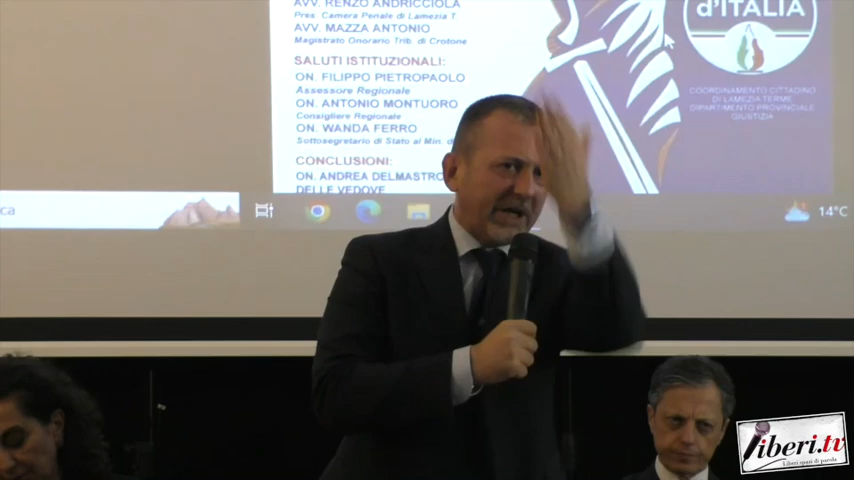 AVV. RENZO ANDRICCIOLA
Pres. Camera Penale di Lamezia T.
AVV. MAZZA ANTONIO
Magistrato Onorario Trib. di Crotone
SALUTI ISTITUZIONALI:
ON. FILIPPO PIETROPAOLO
Assessore Regionale
ON. ANTONIO MONTUORO
Consigliere Regionale
ON. WANDA FERRO
Sottosegretario di Stato al Min. d
CONCLUSIONI:
ON. ANDREA DELMASTRO
DELLE VEDOVE
d'ITALIA
COORDINAMENTO CITTADINO
DI LAMEZIA TERME
DIPARTIMENTO PROVINCIALE
GIUSTIZIA
ca
14°C
liberi.tv
Liberi spazi di parola